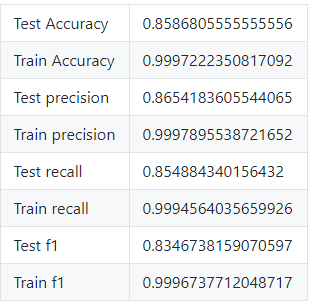 Test Accuracy 0.8586805555555556
Train Accuracy 0.9997222350817092
Test precision 0.8654183605544065
Train precision 0.9997895538721652
Test recall 0.854884340156432
Train recall 0.9994564035659926
Test f1 0.8346738159070597
Train f1 0.9996737712048717